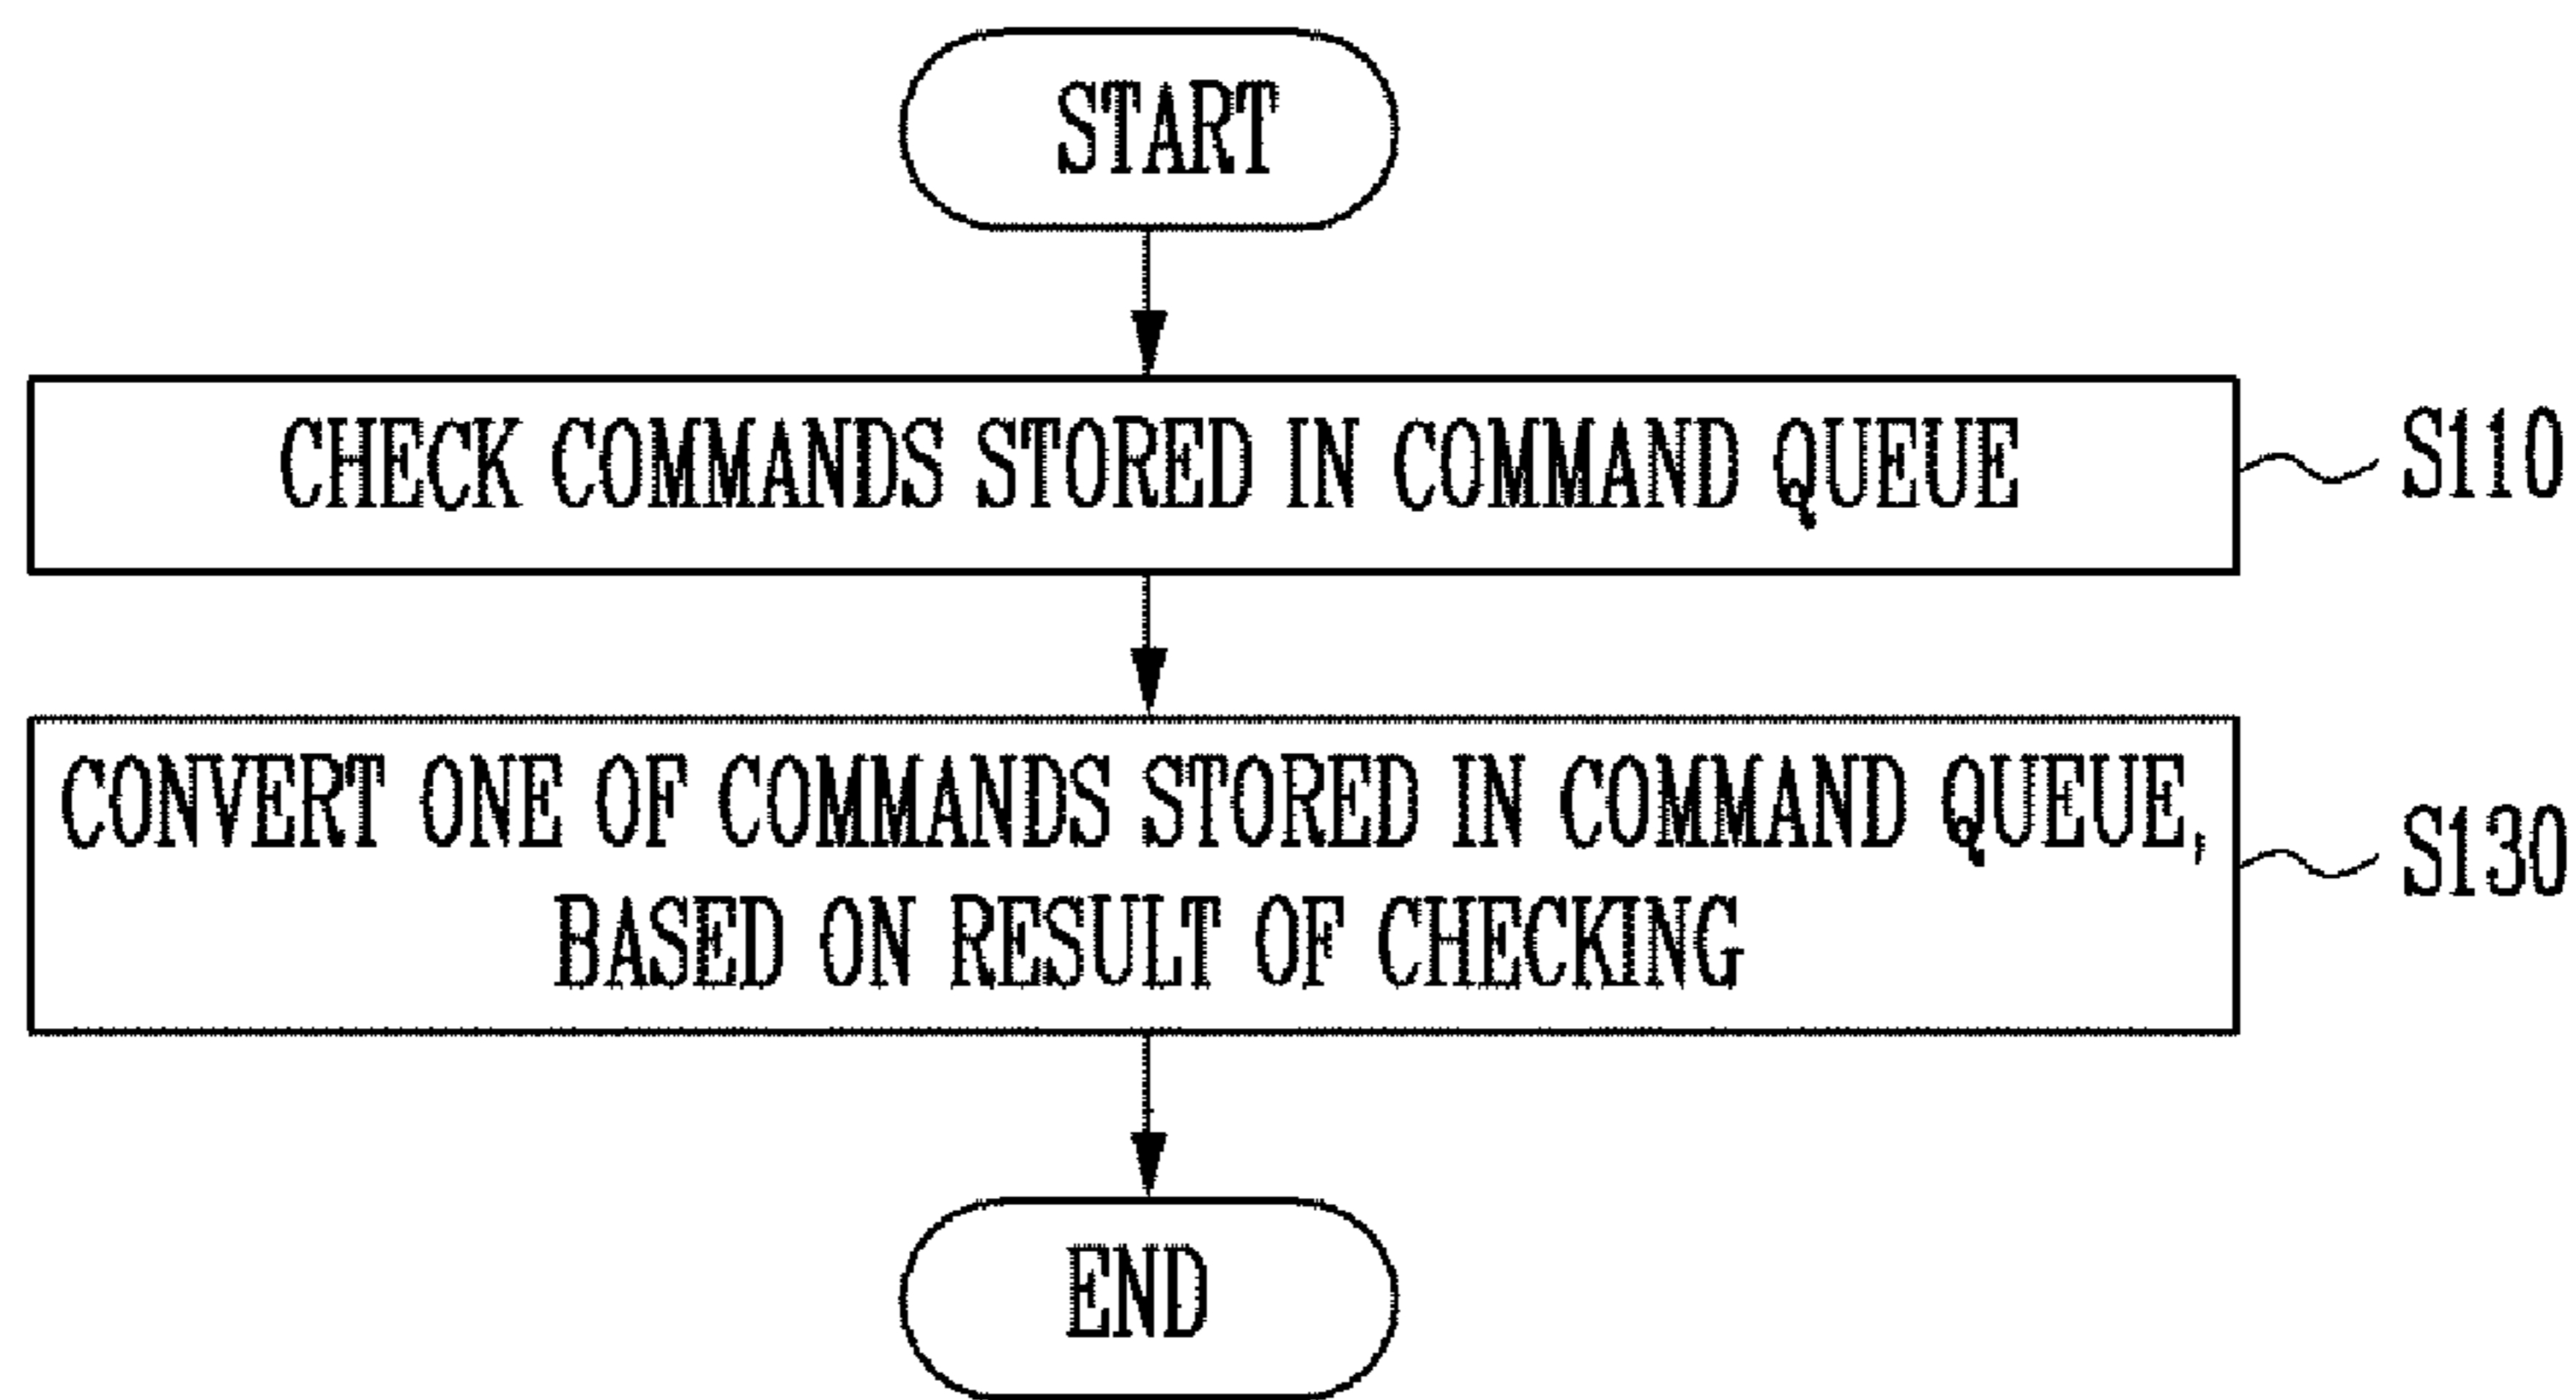 START
CHECK COMMANDS STORED IN COMMAND QUEUE
S110
CONVERT ONE OF COMMANDS STORED IN COMMAND QUEUE,
BASED ON RESULT OF CHECKING
S130
END